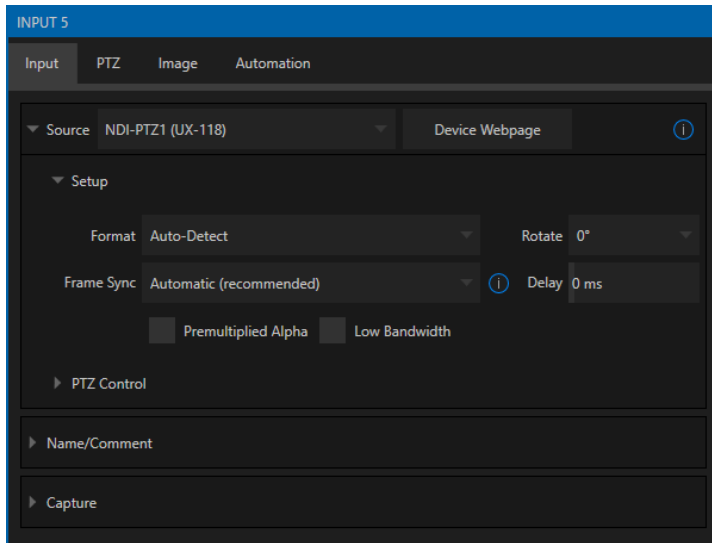 INPUT 5
Input PTZ Image Automation
Source NDI-PTZ1 (UX-118) Device Webpage
Setup
Format Auto-Detect Rotate 0°
Frame Sync Automatic (recommended) Delay 0 ms
Premultiplied Alpha Low Bandwidth
PTZ Control
Name/Comment
Capture